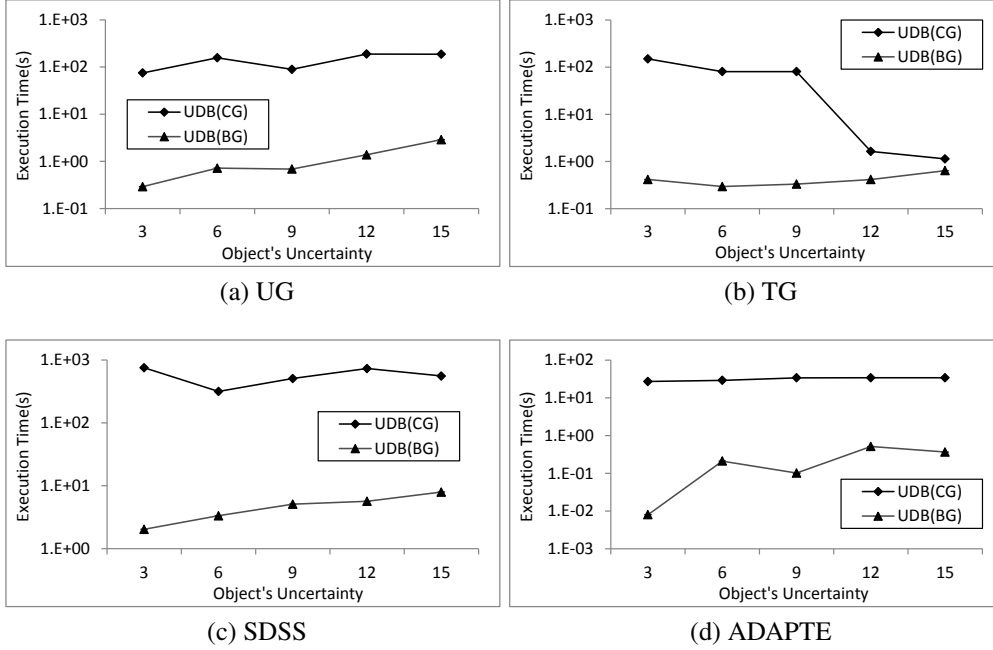 1.E+03
1.E+02
1.E+01
1.E+00
1.E-01
Execution Time(s)
UDB(CG)
UDB(BG)
3 6 9 12 15
Object's Uncertainty
(a) UG
1.E+03
1.E+02
1.E+01
1.E+00
1.E-01
Execution Time(s)
UDB(CG)
UDB(BG)
3 6 9 12 15
Object's Uncertainty
(b) TG
1.E+03
1.E+02
1.E+01
1.E+00
Execution Time(s)
UDB(CG)
UDB(BG)
3 6 9 12 15
Object's Uncertainty
(c) SDSS
1.E+02
1.E+01
1.E+00
1.E-01
1.E-02
1.E-03
Execution Time(s)
UDB(CG)
UDB(BG)
3 6 9 12 15
Object's Uncertainty
(d) ADAPTE